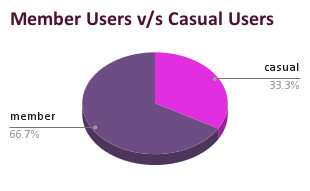 Member Users v/s Casual Users
casual
33.3%
member
66.7%